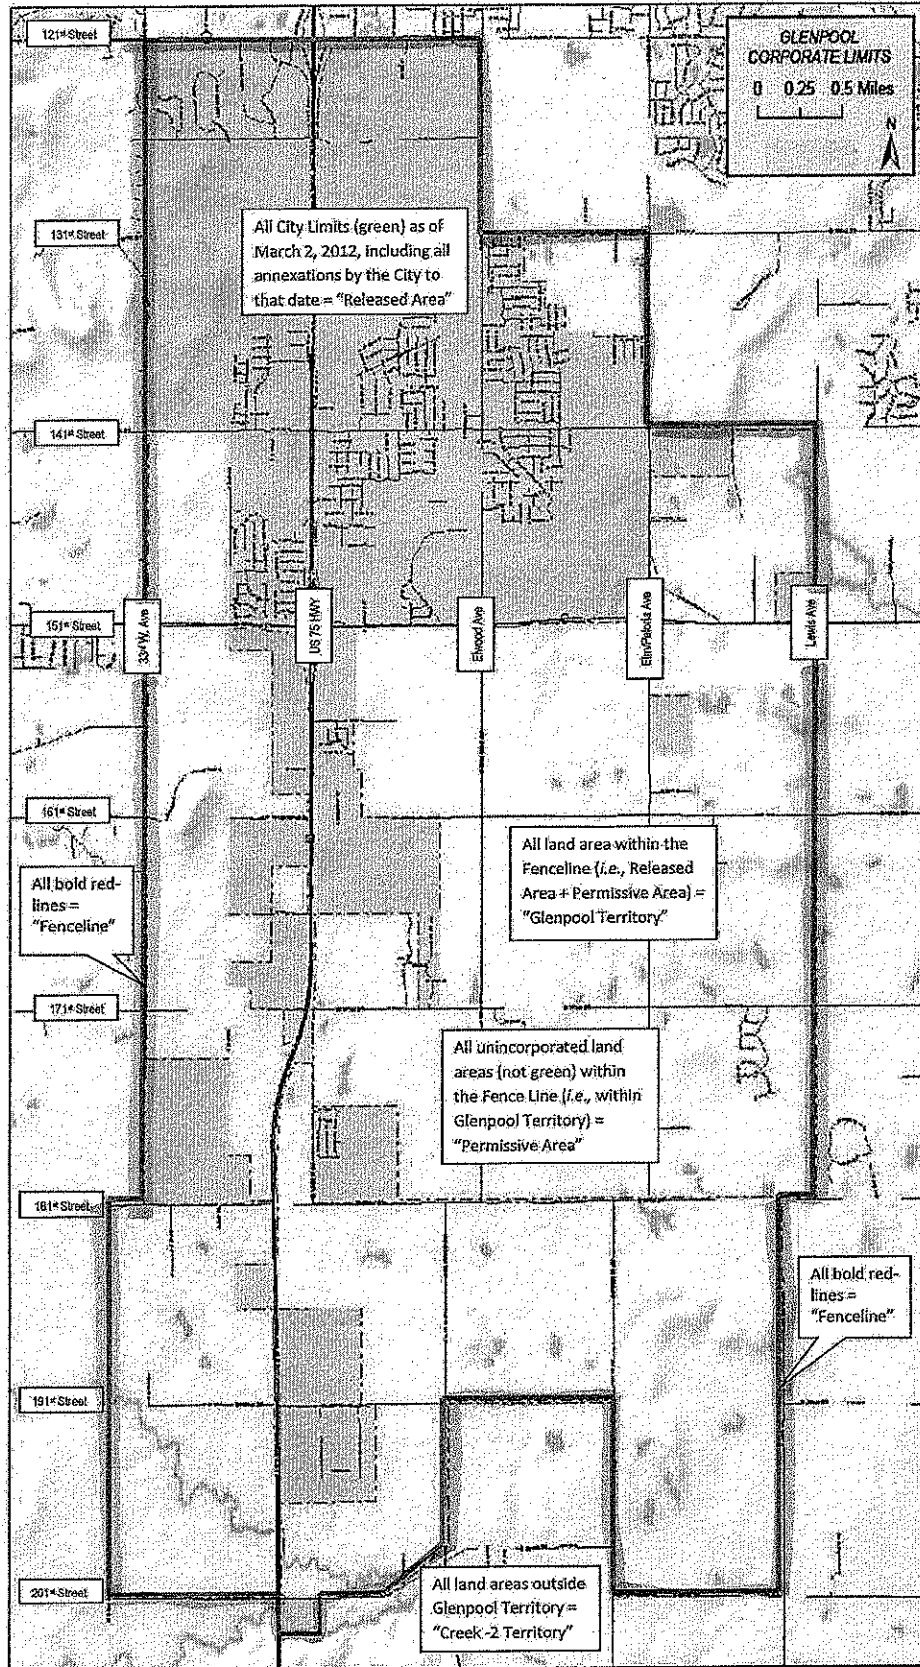 121st Street
GLENPOOL
CORPORATE LIMITS
0 0.25 0.5 Miles
N
All City Limits (green) as of
March 2, 2012, including all
annexations by the City to
that date = "Released Area"
131st Street
141st Street
151st Street
33rd W. Ave
US 75 HWY
Elwood Ave
Elm/Peoria Ave
Lewis Ave
161st Street
All land area within the
Fenceline (i.e., Released
Area + Permissive Area) =
"Glenpool Territory"
All bold red-
lines =
"Fenceline"
171st Street
All unincorporated land
areas (not green) within
the Fence Line (i.e., within
Glenpool Territory) =
"Permissive Area"
181st Street
All bold red-
lines =
"Fenceline"
191st Street
201st Street
All land areas outside
Glenpool Territory =
"Creek -2 Territory"